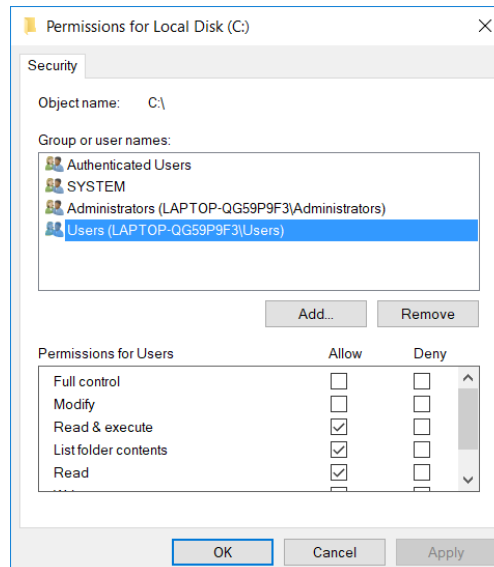 Permissions for Local Disk (C:)
Security
Object name: C:\
Group or user names:
Authenticated Users
SYSTEM
Administrators (LAPTOP-QG59P9F3\Administrators)
Users (LAPTOP-QG59P9F3\Users)
Add... Remove
Permissions for Users Allow Deny
Full control
Modify
Read & execute
List folder contents
Read
OK Cancel Apply